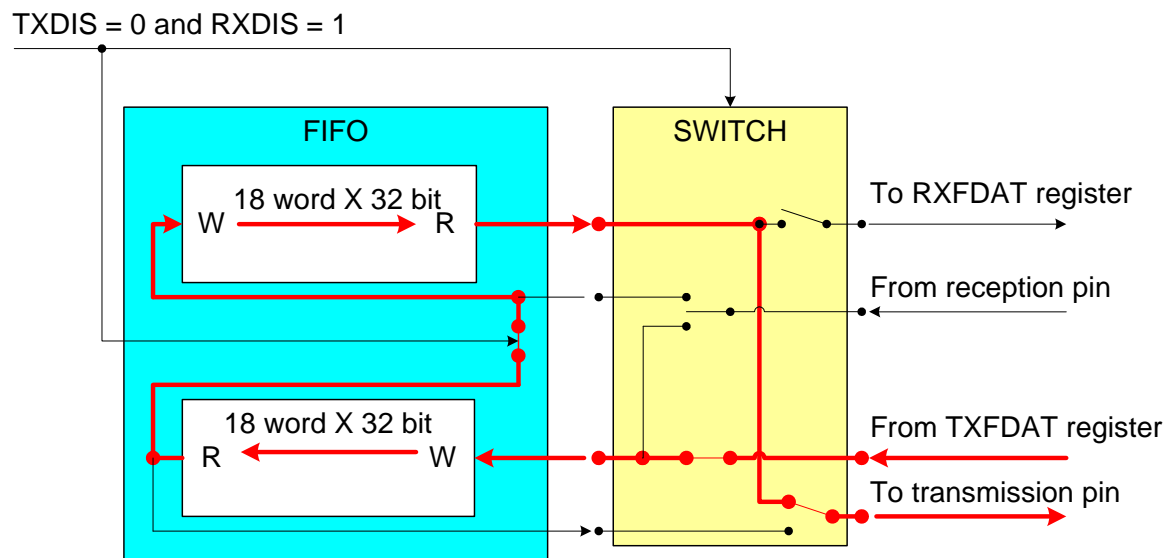 TXDIS = 0 and RXDIS = 1
FIFO
SWITCH
18 word X 32 bit
W
R
To RXFDAT register
From reception pin
18 word X 32 bit
R
W
From TXFDAT register
To transmission pin